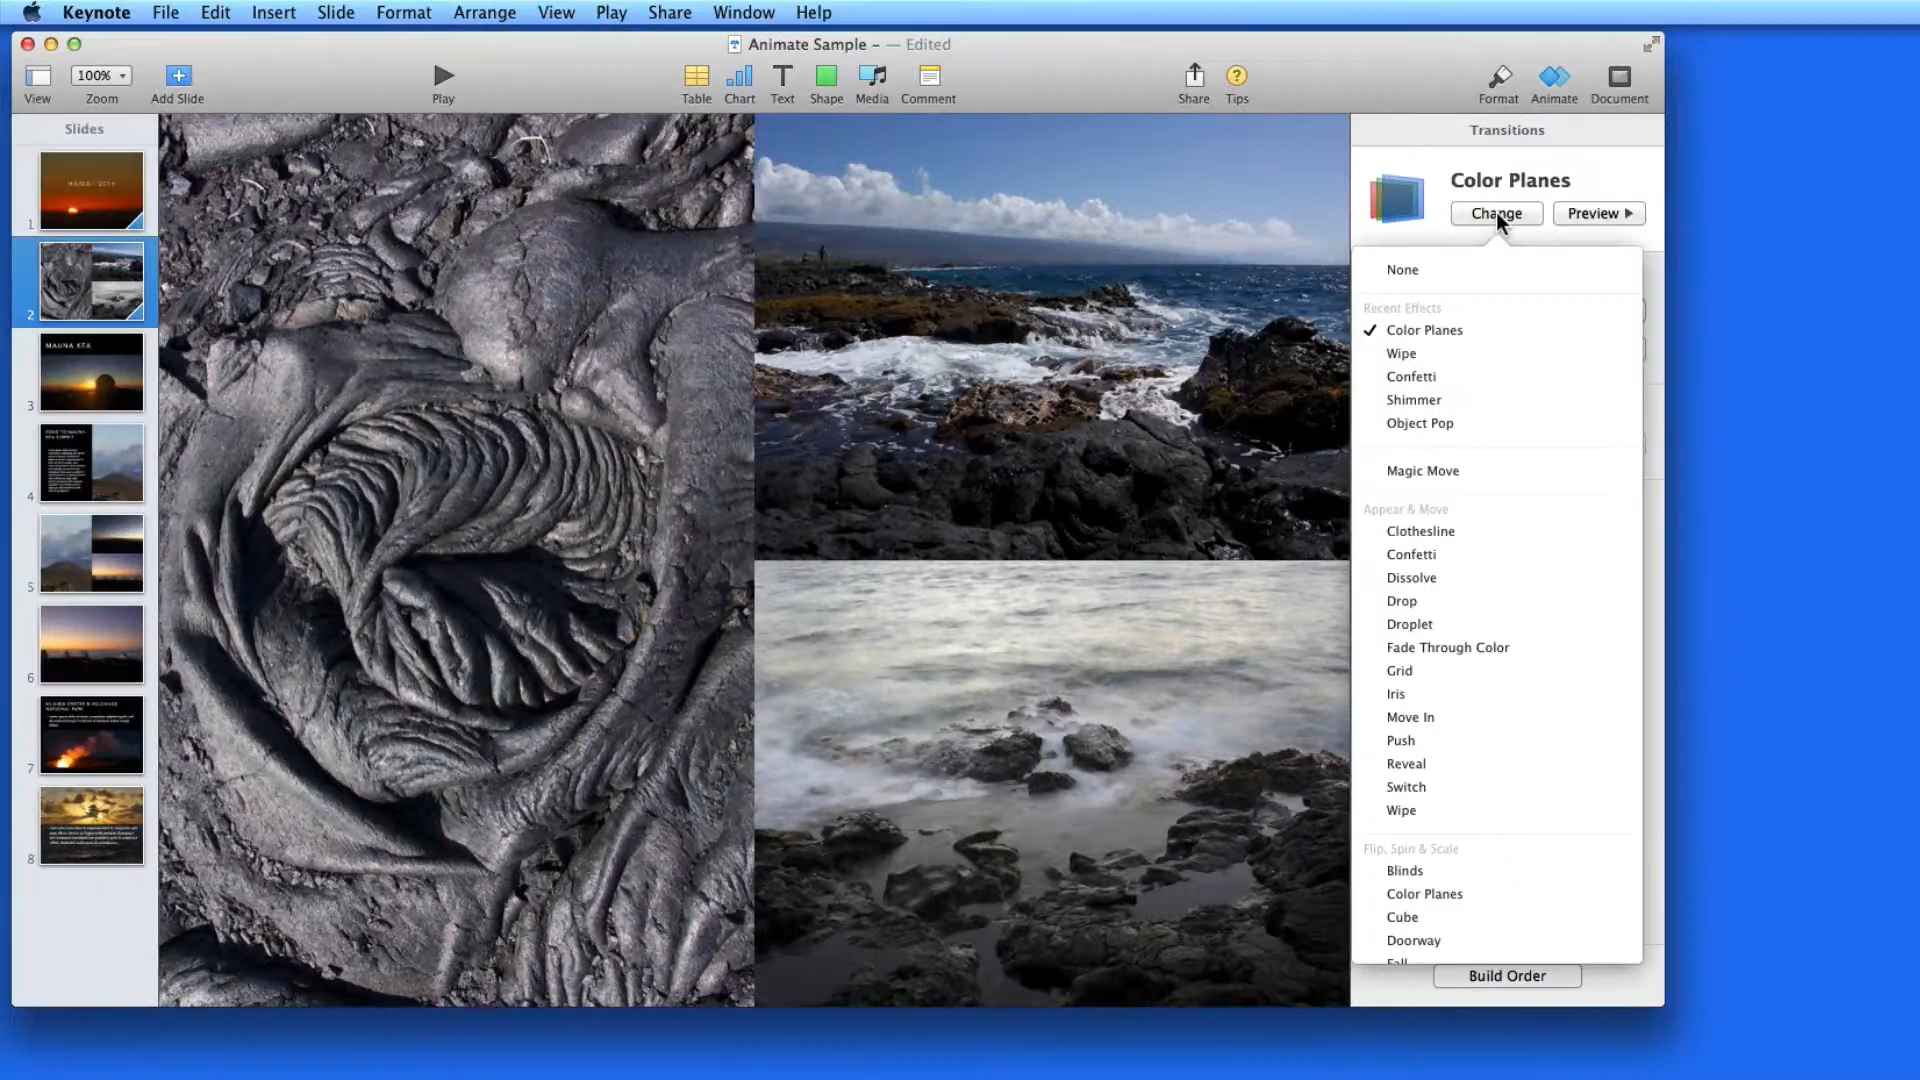 Keynote File Edit Insert Slide Format Arrange View Play Share Window Help
Animate Sample – — Edited
100%
View Zoom Add Slide Play Table Chart Text Shape Media Comment Share Tips Format Animate Document
Slides
1
2
MAUNA KEA
3
4
5
6
7
8
Transitions
Color Planes
Change Preview
None
Recent Effects
Color Planes
Wipe
Confetti
Shimmer
Object Pop
Magic Move
Appear & Move
Clothesline
Confetti
Dissolve
Drop
Droplet
Fade Through Color
Grid
Iris
Move In
Push
Reveal
Switch
Wipe
Flip, Spin & Scale
Blinds
Color Planes
Cube
Doorway
Build Order